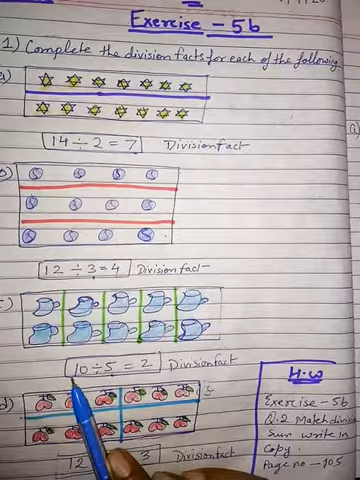 Exercise - 5b
1) Complete the division facts for each of the following.
a)
14 ÷ 2 = 7 Division fact
12 ÷ 3 = 4 Division fact
10 ÷ 5 = 2 Division fact
d)
12 3 Division fact
H.W
Exercise - 5b
Q.2 Match division
Sum write in
Copy.
Page no - 105